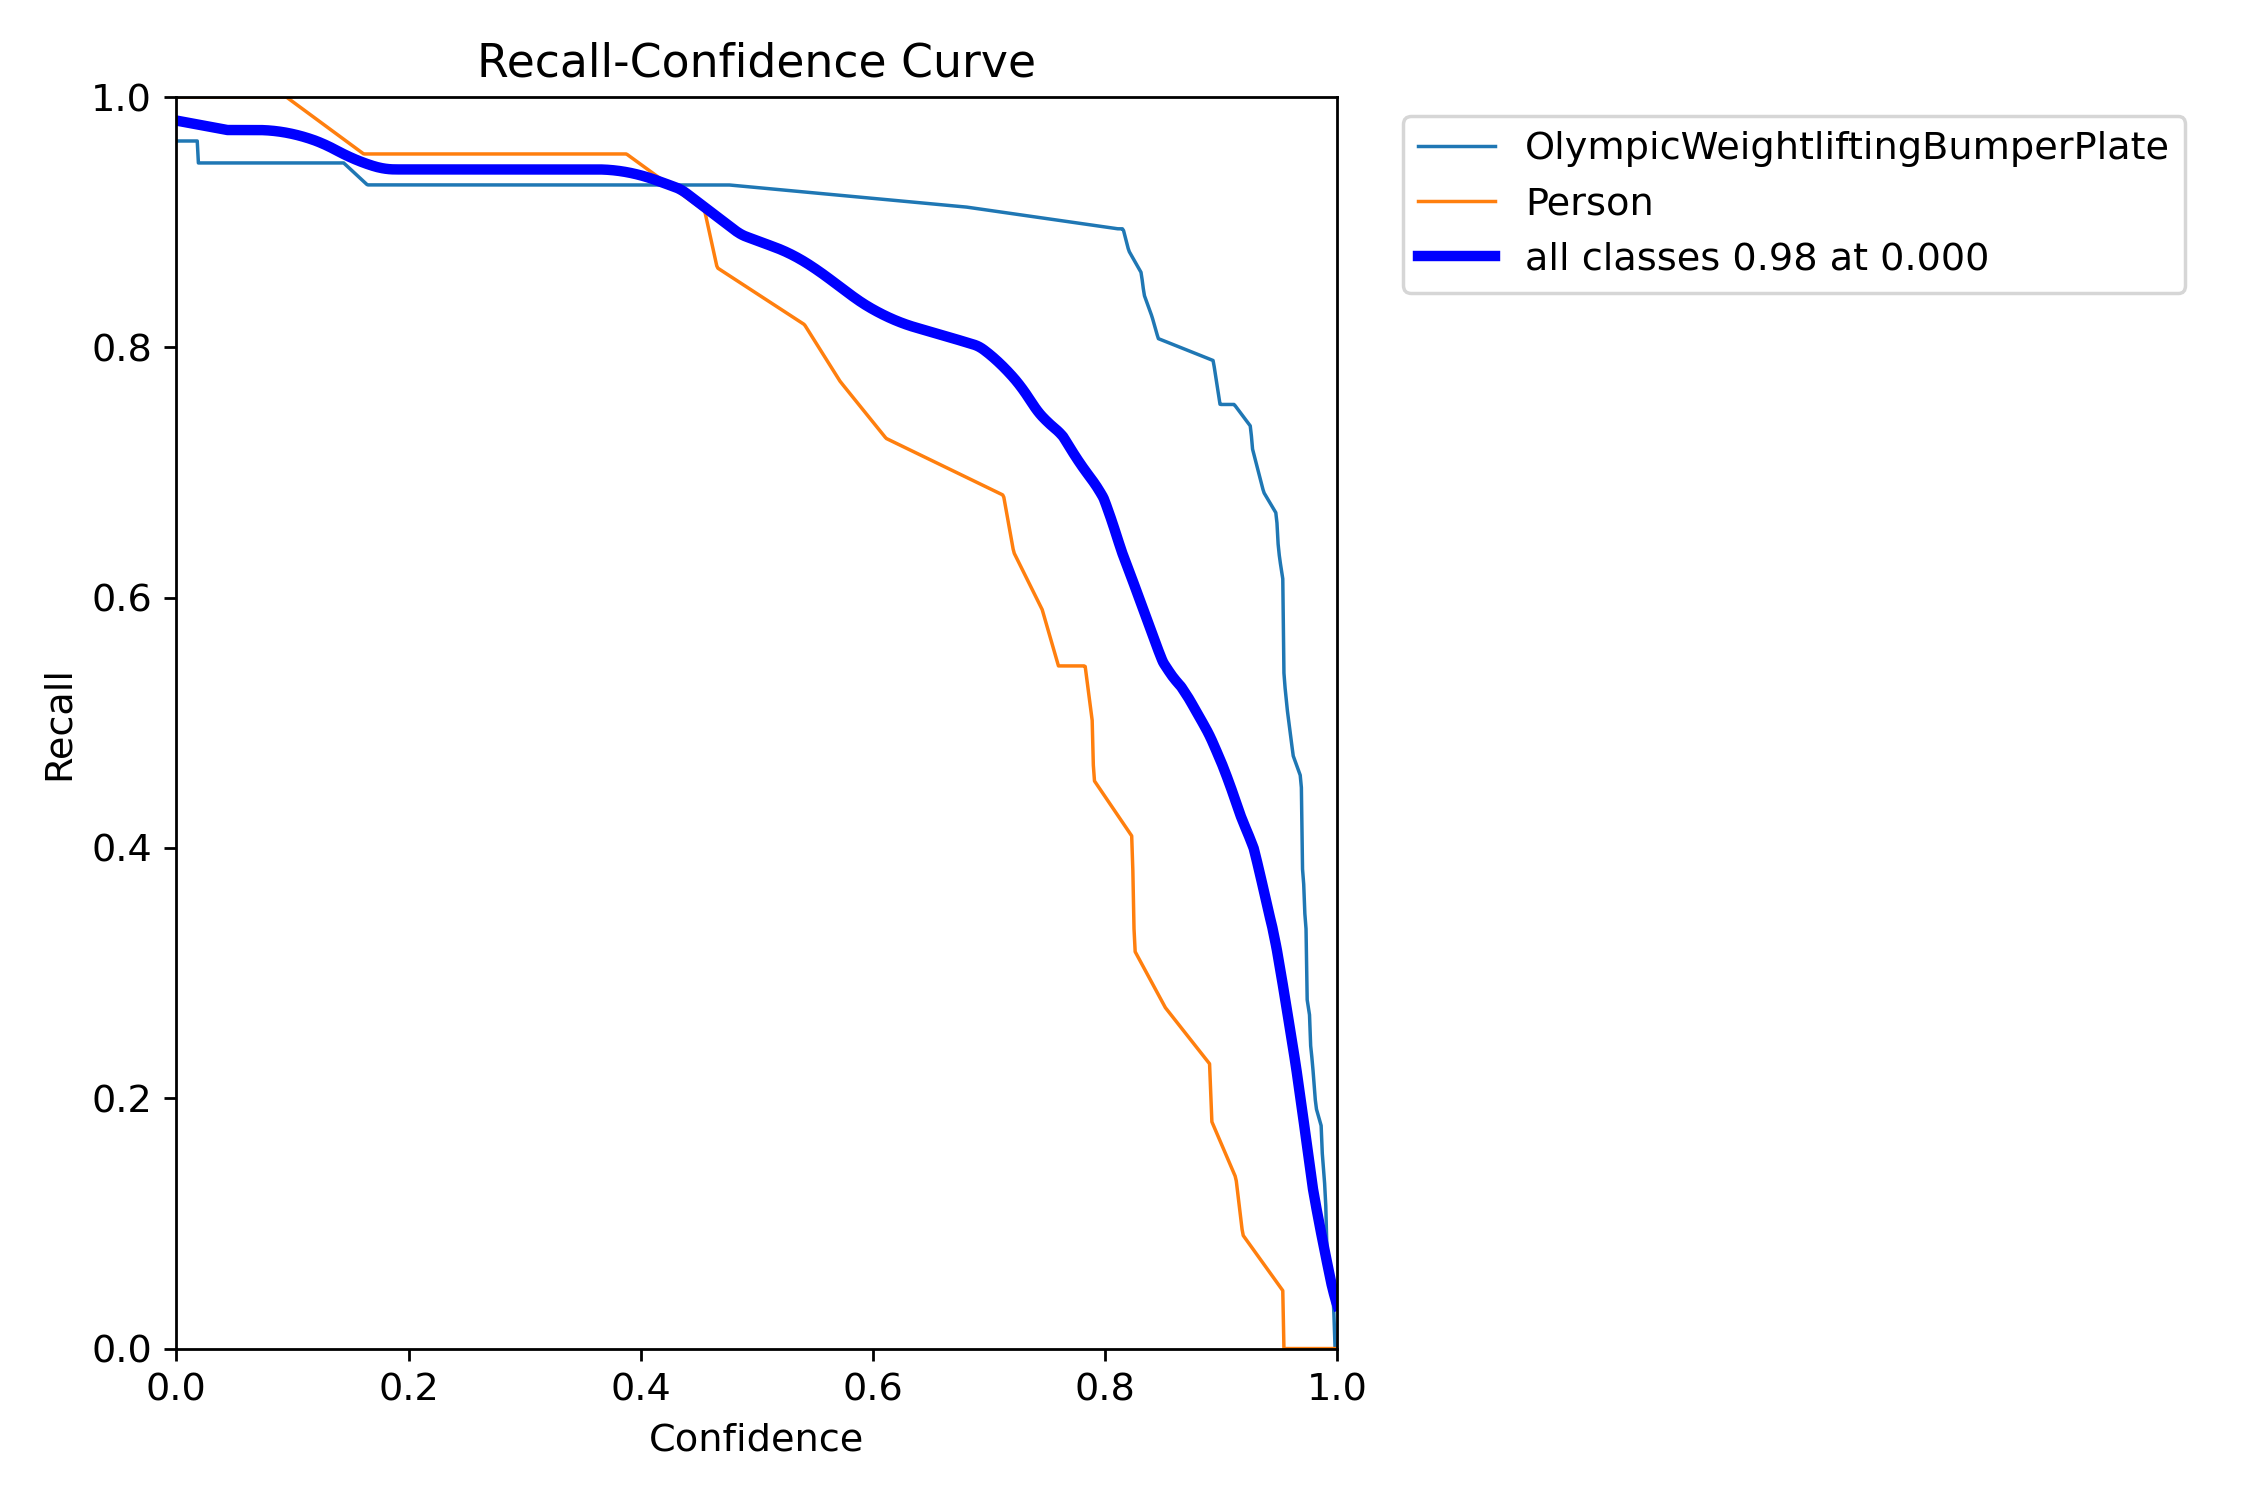 Recall-Confidence Curve
1.0
0.8
0.6
0.4
0.2
0.0
Recall
0.0 0.2 0.4 0.6 0.8 1.0
Confidence
OlympicWeightliftingBumperPlate
Person
all classes 0.98 at 0.000